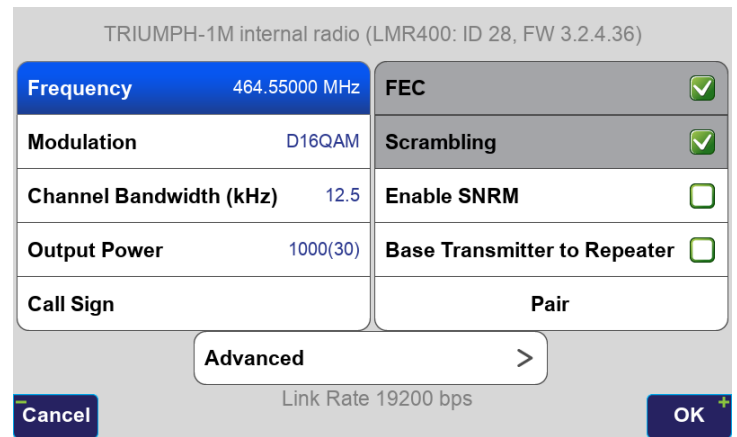 TRIUMPH-1M internal radio (LMR400: ID 28, FW 3.2.4.36)
Frequency 464.55000 MHz
Modulation D16QAM
Channel Bandwidth (kHz) 12.5
Output Power 1000(30)
Call Sign
FEC
Scrambling
Enable SNRM
Base Transmitter to Repeater
Pair
Advanced >
Link Rate 19200 bps
− Cancel
OK +